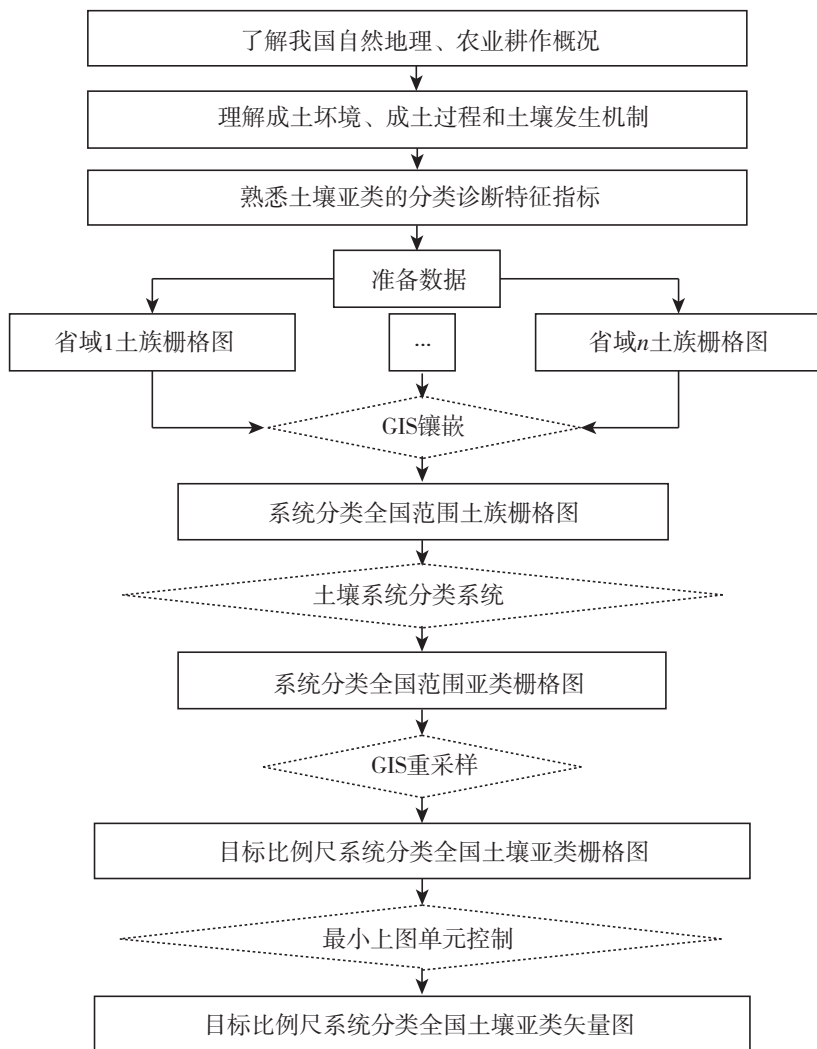 了解我国自然地理、农业耕作概况
理解成土坏境、成土过程和土壤发生机制
熟悉土壤亚类的分类诊断特征指标
准备数据
省域1土族栅格图
...
省域n土族栅格图
GIS镶嵌
系统分类全国范围土族栅格图
土壤系统分类系统
系统分类全国范围亚类栅格图
GIS重采样
目标比例尺系统分类全国土壤亚类栅格图
最小上图单元控制
目标比例尺系统分类全国土壤亚类矢量图